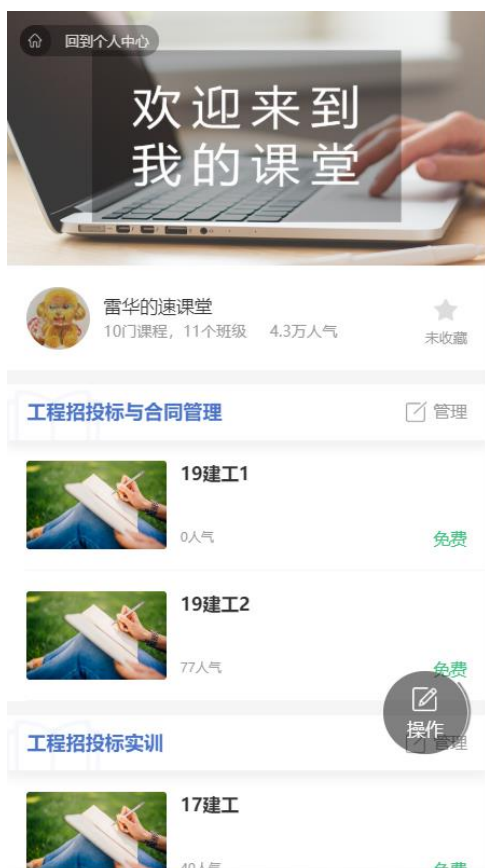 回到个人中心
欢迎来到
我的课堂
雷华的速课堂
10门课程，11个班级 4.3万人气
未收藏
工程招投标与合同管理 管理
19建工1
0人气 免费
19建工2
77人气 免费
操作
工程招投标实训 管理
17建工